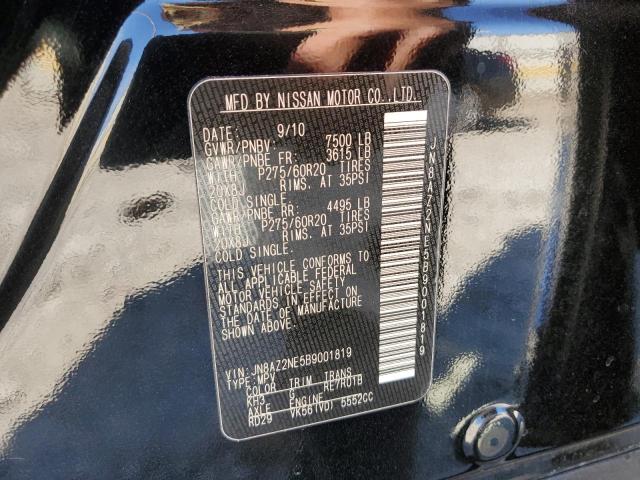 MFD BY NISSAN MOTOR CO.,LTD.
DATE: 9/10
GVWR/PNBV: 7500 LB
GAWR/PNBE FR: 3615 LB
WITH P275/60R20 TIRES
20X8J RIMS, AT 35PSI
COLD SINGLE.
GAWR/PNBE RR: 4495 LB
WITH P275/60R20 TIRES
20X8J RIMS, AT 35PSI
COLD SINGLE.
THIS VEHICLE CONFORMS TO
ALL APPLICABLE FEDERAL
MOTOR VEHICLE SAFETY
STANDARDS IN EFFECT ON
THE DATE OF MANUFACTURE
SHOWN ABOVE.
VIN: JN8AZ2NE5B9001819
TYPE: MPV
COLOR TRIM TRANS
KH3 G RE7R01B
AXLE ENGINE
RD29 VK56(VD) 5552CC
JN8AZ2NE5B9001819